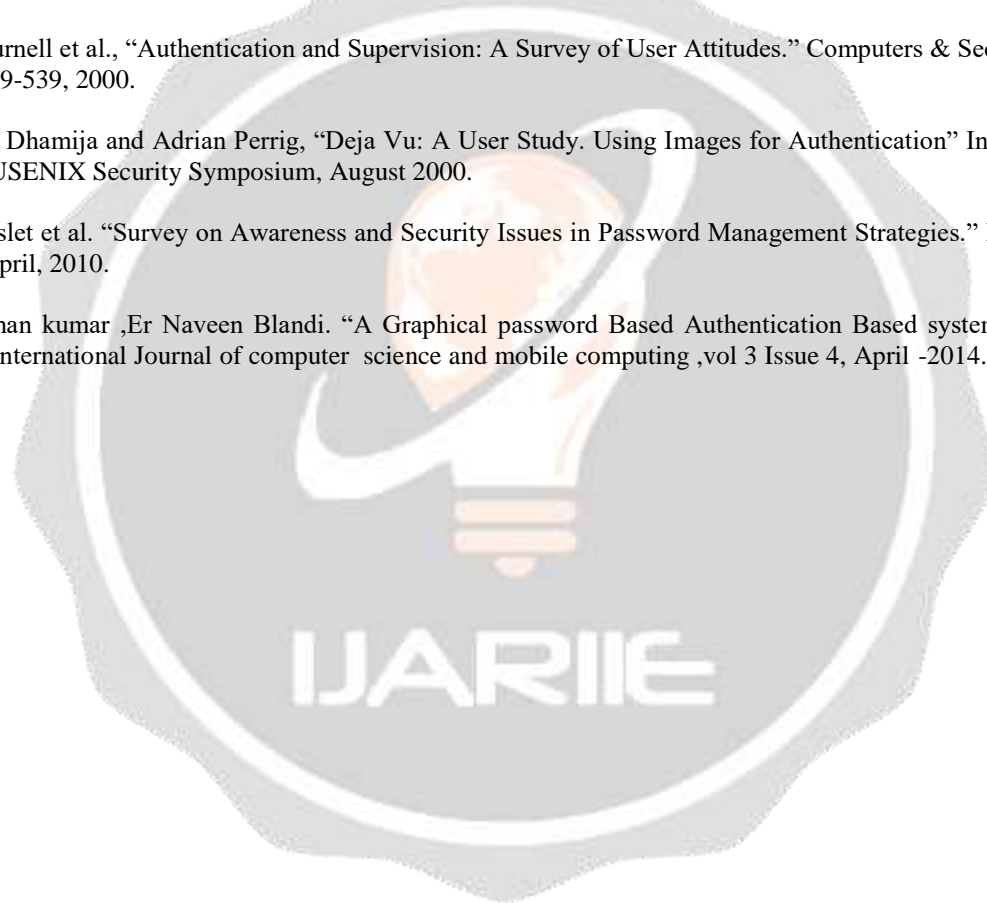 urnell et al., “Authentication and Supervision: A Survey of User Attitudes.” Computers & Sec
9-539, 2000.
Dhamija and Adrian Perrig, “Deja Vu: A User Study. Using Images for Authentication” In
USENIX Security Symposium, August 2000.
slet et al. “Survey on Awareness and Security Issues in Password Management Strategies.”
pril, 2010.
nan kumar ,Er Naveen Blandi. “A Graphical password Based Authentication Based system
nternational Journal of computer science and mobile computing ,vol 3 Issue 4, April -2014.
IJARIIE